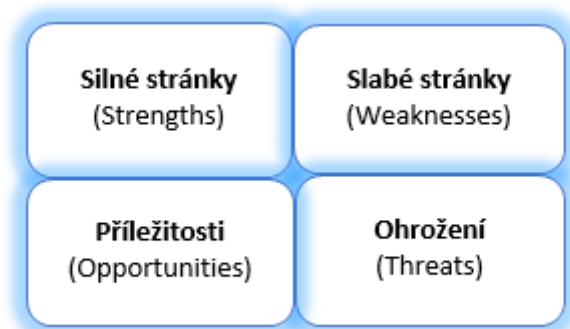 Silné stránky
(Strengths)
Slabé stránky
(Weaknesses)
Příležitosti
(Opportunities)
Ohrožení
(Threats)